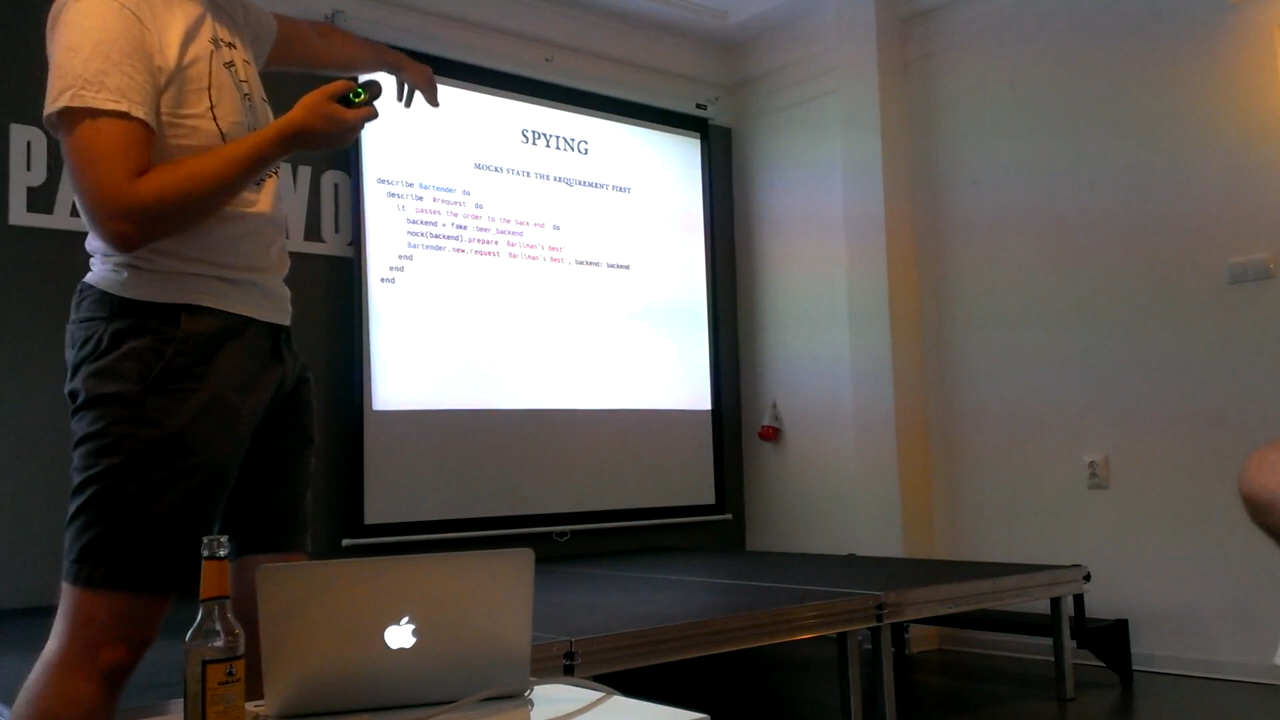 SPYING
MOCKS STATE THE REQUIREMENT FIRST
describe Bartender do
describe '#request' do
it 'passes the order to the back-end' do
backend = fake :beer_backend
mock(backend).prepare 'Barliman's Best'
Bartender.new.request 'Barliman's Best', backend: backend
end
end
end